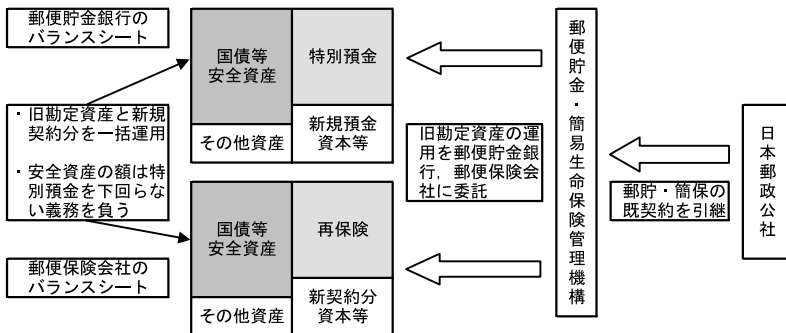 郵便貯金銀行の
バランスシート
・旧勘定資産と新規
契約分を一括運用
・安全資産の額は特
別預金を下回らな
い義務を負う
郵便保険会社の
バランスシート
国債等
安全資産
特別預金
その他資産
新規預金
資本等
国債等
安全資産
再保険
その他資産
新契約分
資本等
旧勘定資産の運
用を郵便貯金銀
行，郵便保険会
社に委託
郵便貯金・簡易生命保険管理機構
郵貯・簡保の
既契約を引継
日本郵政公社